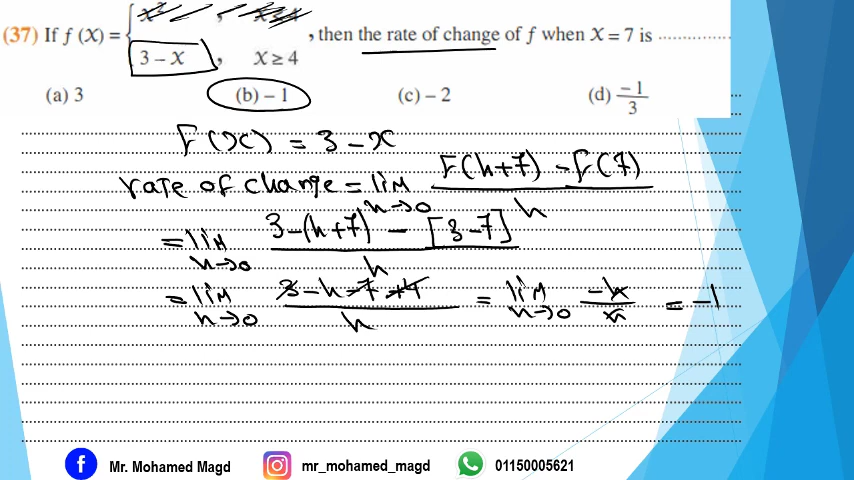 (37) If f (X) = { , then the rate of change of f when X = 7 is ................
3 – X , X ≥ 4
(a) 3 (b) – 1 (c) – 2 (d) –1/3
F(x) = 3 – x
rate of change = lim h→0 F(h+7) – F(7) / h
= lim h→0 3–(h+7) – [3–7] / h
= lim h→0 3–h–7+4 / h = lim h→0 –h/h = –1
Mr. Mohamed Magd mr_mohamed_magd 01150005621